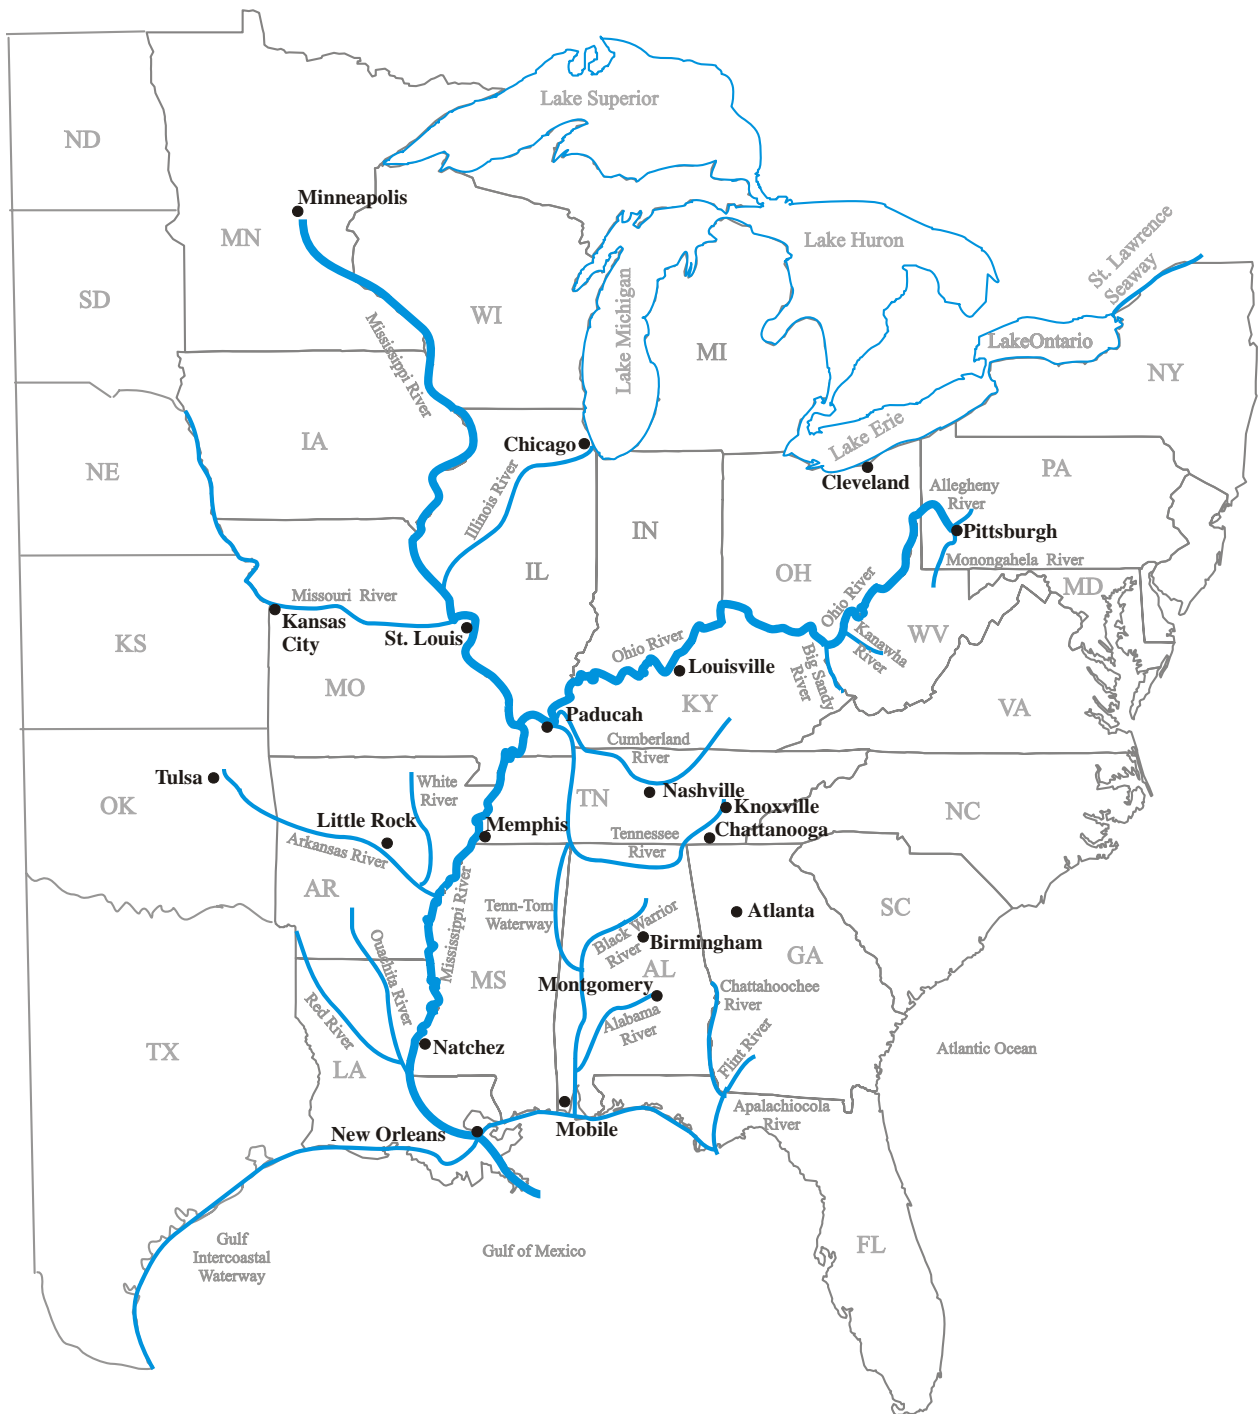 Lake Superior
ND
Minneapolis
MN
St. Lawrence
Seaway
Lake Huron
SD
WI
Lake Michigan
Mississippi River
MI
LakeOntario
NY
IA
Chicago
Lake Erie
NE
Cleveland
PA
Illinois River
Allegheny
River
IN
Pittsburgh
IL
OH
Monongahela River
MD
Missouri River
Ohio River
Kansas
City
St. Louis
KS
Ohio River
Kanawha
River
WV
Big Sandy
River
Louisville
MO
KY
VA
Paducah
Cumberland
River
Tulsa
White
River
OK
TN
Nashville
Knoxville
NC
Little Rock
Memphis
Tennessee
River
Chattanooga
Arkansas River
AR
Mississippi River
Tenn-Tom
Waterway
Black Warrior
River
Atlanta
SC
Birmingham
GA
Ouachita River
MS
AL
Montgomery
Chattahoochee
River
Red River
Alabama
River
TX
Natchez
Flint River
Atlantic Ocean
LA
Apalachiocola
River
New Orleans
Mobile
Gulf
Intercoastal
Waterway
Gulf of Mexico
FL